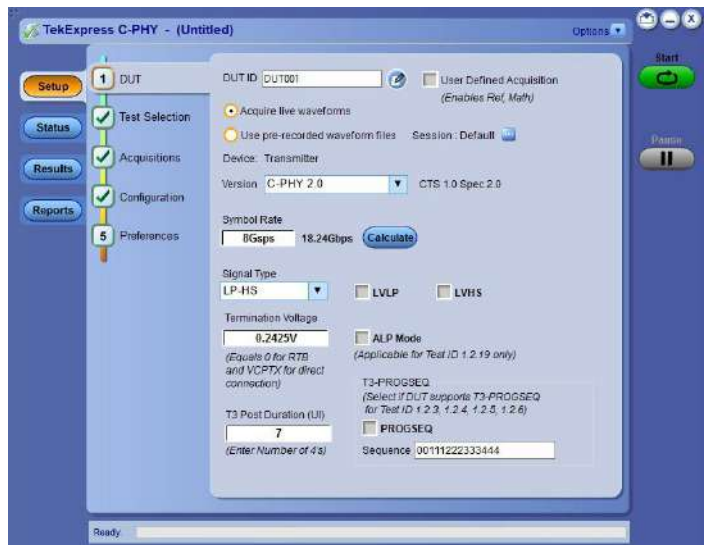 TekExpress C-PHY - (Untitled)
Options
Start
Setup
Status
Results
Reports
Pause
1 DUT
Test Selection
Acquisitions
Configuration
5 Preferences
DUT ID DUT001
User Defined Acquisition
(Enables Ref, Math)
Acquire live waveforms
Use pre-recorded waveform files Session : Default
Device: Transmitter
Version C-PHY 2.0 CTS 1.0 Spec 2.0
Symbol Rate
8Gsps 18.24Gbps Calculate
Signal Type
LP-HS LVLP LVHS
Termination Voltage
0.2425V ALP Mode
(Equals 0 for RTB
and VCPTX for direct
connection)
(Applicable for Test ID 1.2.19 only)
T3-PROGSEQ
(Select if DUT supports T3-PROGSEQ
for Test ID 1.2.3, 1.2.4, 1.2.5, 1.2.6)
PROGSEQ
Sequence 00111222333444
T3 Post Duration (UI)
7
(Enter Number of 4's)
Ready